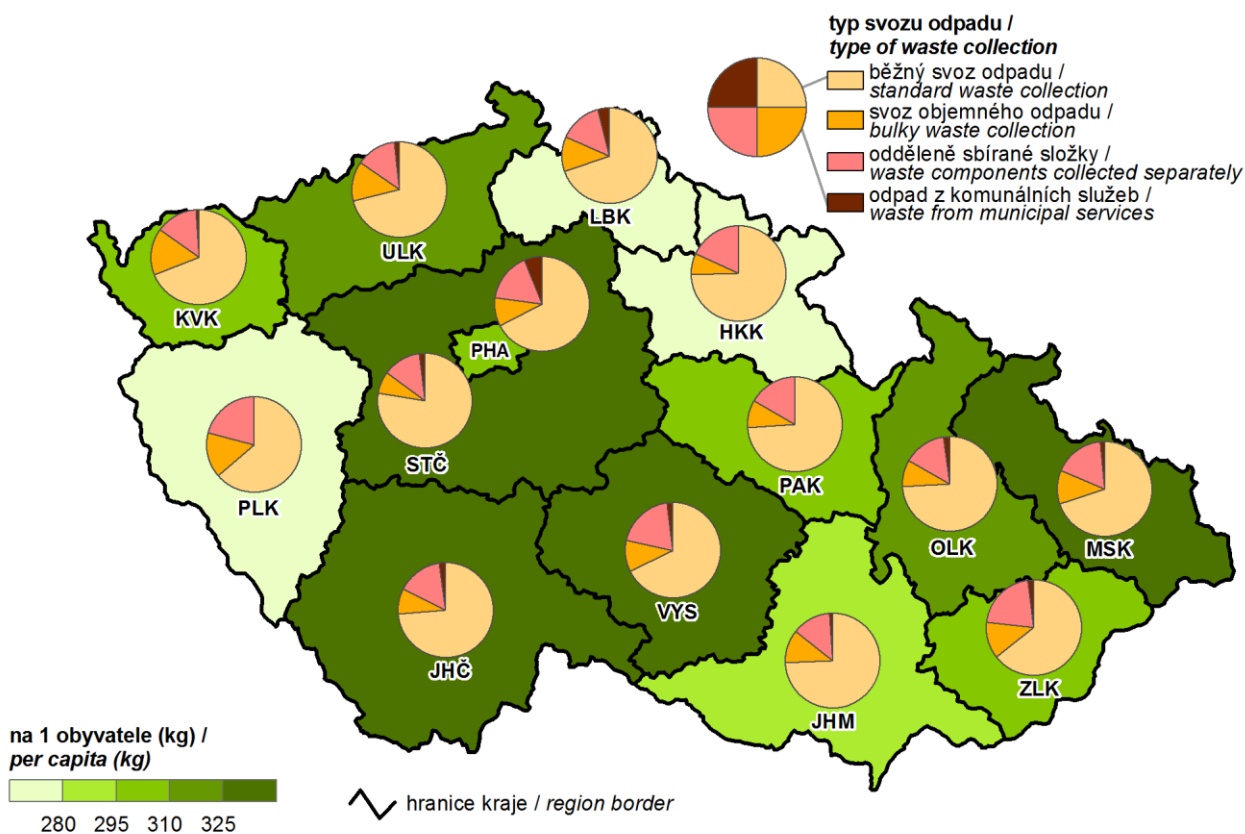 typ svozu odpadu /
type of waste collection
běžný svoz odpadu /
standard waste collection
svoz objemného odpadu /
bulky waste collection
odděleně sbírané složky /
waste components collected separately
odpad z komunálních služeb /
waste from municipal services
LBK
ULK
KVK
HKK
PHA
STČ
PLK
PAK
OLK
MSK
VYS
JHČ
ZLK
JHM
na 1 obyvatele (kg) /
per capita (kg)
280 295 310 325
hranice kraje / region border